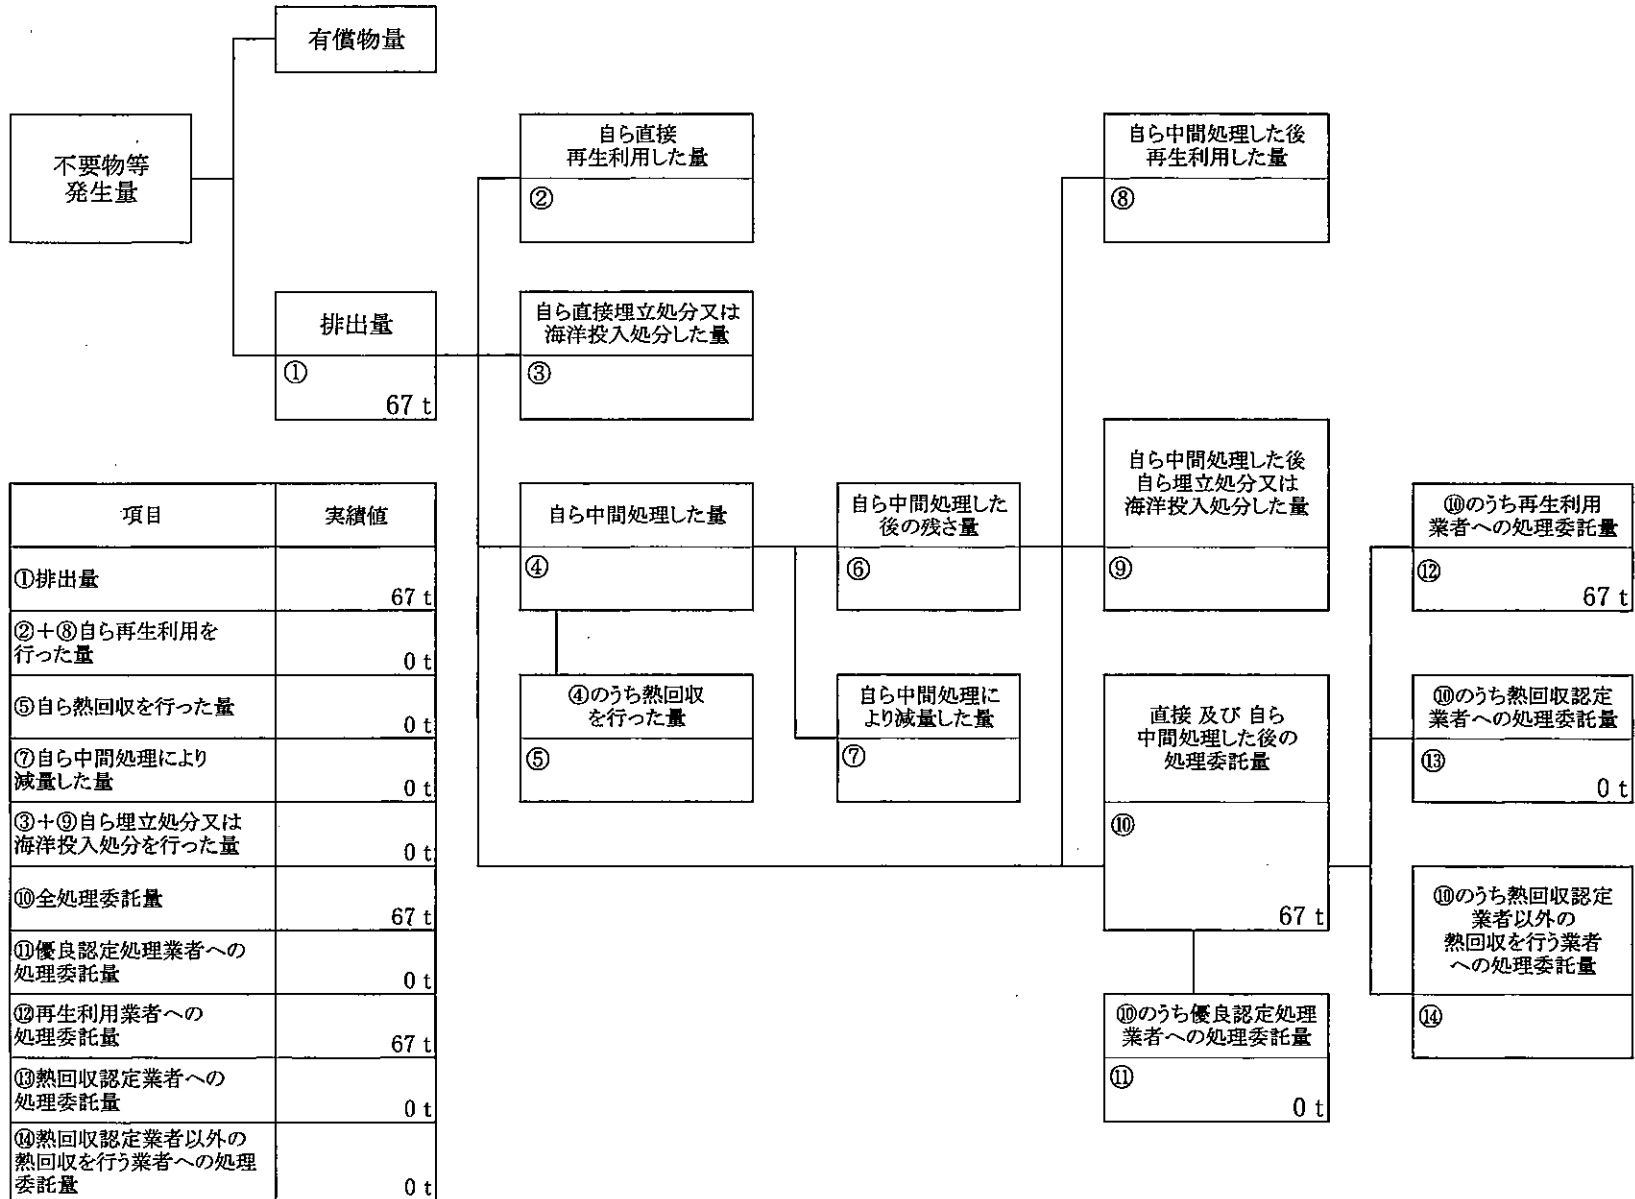 有償物量
不要物等
発生量
自ら直接
再生利用した量
②
自ら中間処理した後
再生利用した量
⑧
排出量
①
67 t
自ら直接埋立処分又は
海洋投入処分した量
③
項目 実績値
①排出量
67 t
②+⑧自ら再生利用を
行った量
0 t
⑤自ら熱回収を行った量
0 t
⑦自ら中間処理により
減量した量
0 t
③+⑨自ら埋立処分又は
海洋投入処分を行った量
0 t
⑩全処理委託量
67 t
⑪優良認定処理業者への
処理委託量
0 t
⑫再生利用業者への
処理委託量
67 t
⑬熱回収認定業者への
処理委託量
0 t
⑭熱回収認定業者以外の
熱回収を行う業者への処理
委託量
0 t
自ら中間処理した量
④
④のうち熱回収
を行った量
⑤
自ら中間処理した
後の残さ量
⑥
自ら中間処理に
より減量した量
⑦
自ら中間処理した後
自ら埋立処分又は
海洋投入処分した量
⑨
直接 及び 自ら
中間処理した後の
処理委託量
⑩
67 t
⑩のうち優良認定処理
業者への処理委託量
⑪
0 t
⑩のうち再生利用
業者への処理委託量
⑫
67 t
⑩のうち熱回収認定
業者への処理委託量
⑬
0 t
⑩のうち熱回収認定
業者以外の
熱回収を行う業者
への処理委託量
⑭